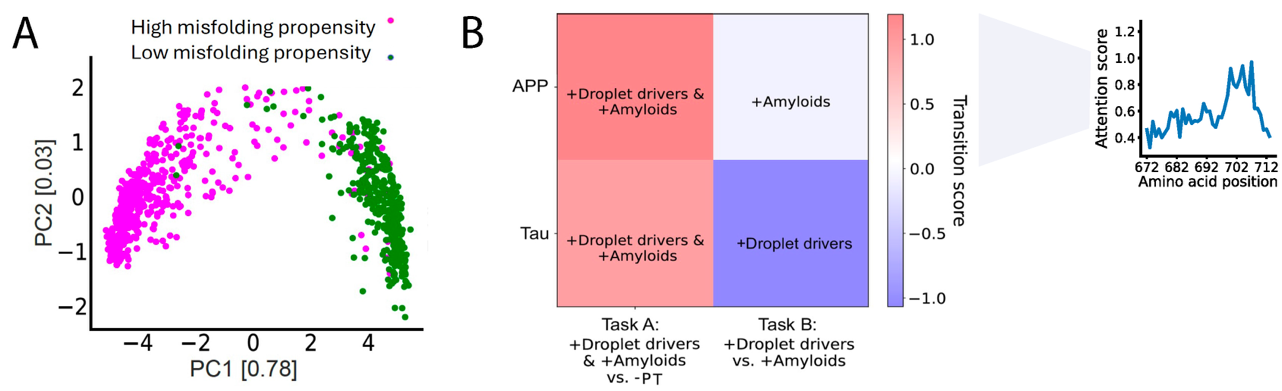 A
High misfolding propensity
Low misfolding propensity
2
1
0
−1
−2
PC2 [0.03]
−4
−2
0
2
4
PC1 [0.78]
B
APP
Tau
+Droplet drivers &
+Amyloids
+Amyloids
+Droplet drivers &
+Amyloids
+Droplet drivers
Task A:
+Droplet drivers
& +Amyloids
vs. -PT
Task B:
+Droplet drivers
vs. +Amyloids
1.0
0.5
0.0
−0.5
−1.0
Transition score
Attention score
1.2
1.0
0.8
0.6
0.4
672 682 692 702 712
Amino acid position